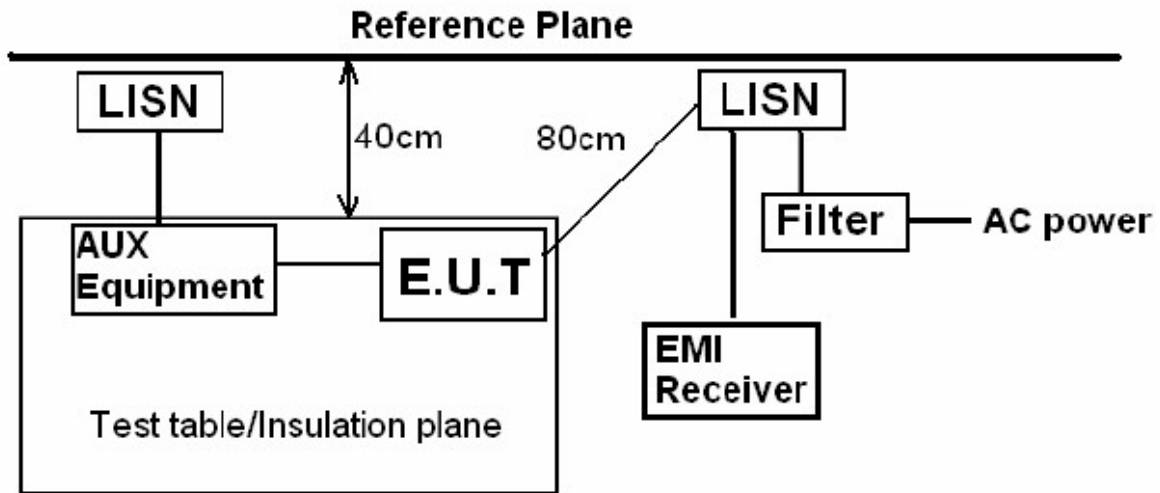 Reference Plane
LISN
40cm
80cm
LISN
Filter
AC power
AUX
Equipment
E.U.T
EMI
Receiver
Test table/Insulation plane